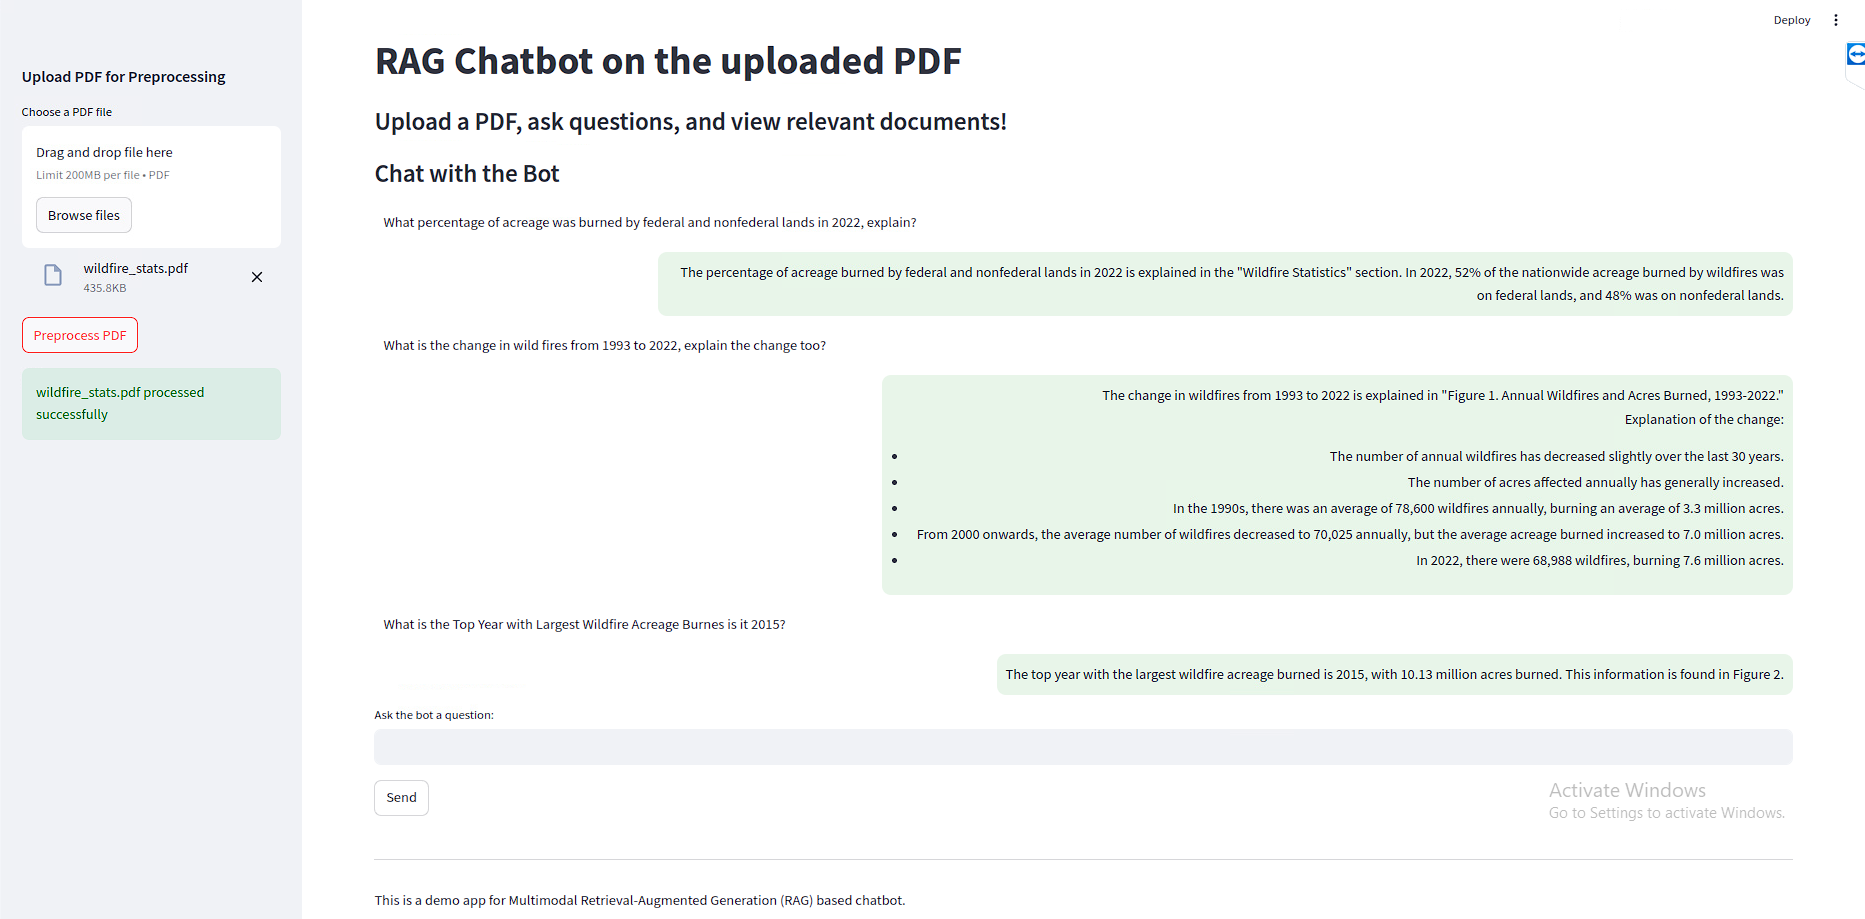 Deploy
Upload PDF for Preprocessing
Choose a PDF file
Drag and drop file here
Limit 200MB per file • PDF
Browse files
wildfire_stats.pdf
435.8KB
Preprocess PDF
wildfire_stats.pdf processed
successfully
RAG Chatbot on the uploaded PDF
Upload a PDF, ask questions, and view relevant documents!
Chat with the Bot
What percentage of acreage was burned by federal and nonfederal lands in 2022, explain?
The percentage of acreage burned by federal and nonfederal lands in 2022 is explained in the "Wildfire Statistics" section. In 2022, 52% of the nationwide acreage burned by wildfires was
on federal lands, and 48% was on nonfederal lands.
What is the change in wild fires from 1993 to 2022, explain the change too?
The change in wildfires from 1993 to 2022 is explained in "Figure 1. Annual Wildfires and Acres Burned, 1993-2022."
Explanation of the change:
• The number of annual wildfires has decreased slightly over the last 30 years.
• The number of acres affected annually has generally increased.
• In the 1990s, there was an average of 78,600 wildfires annually, burning an average of 3.3 million acres.
• From 2000 onwards, the average number of wildfires decreased to 70,025 annually, but the average acreage burned increased to 7.0 million acres.
• In 2022, there were 68,988 wildfires, burning 7.6 million acres.
What is the Top Year with Largest Wildfire Acreage Burnes is it 2015?
The top year with the largest wildfire acreage burned is 2015, with 10.13 million acres burned. This information is found in Figure 2.
Ask the bot a question:
Send
Activate Windows
Go to Settings to activate Windows.
This is a demo app for Multimodal Retrieval-Augmented Generation (RAG) based chatbot.